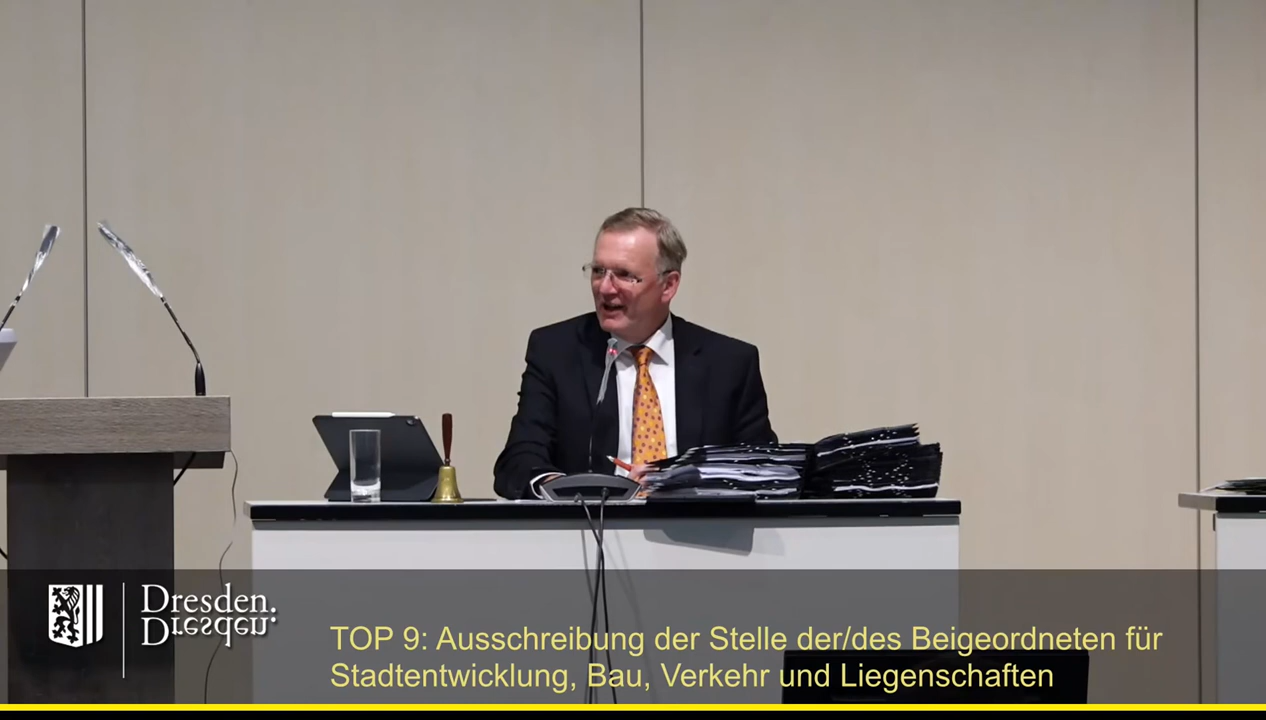 Dresden.
Dresden.
TOP 9: Ausschreibung der Stelle der/des Beigeordneten für
Stadtentwicklung, Bau, Verkehr und Liegenschaften